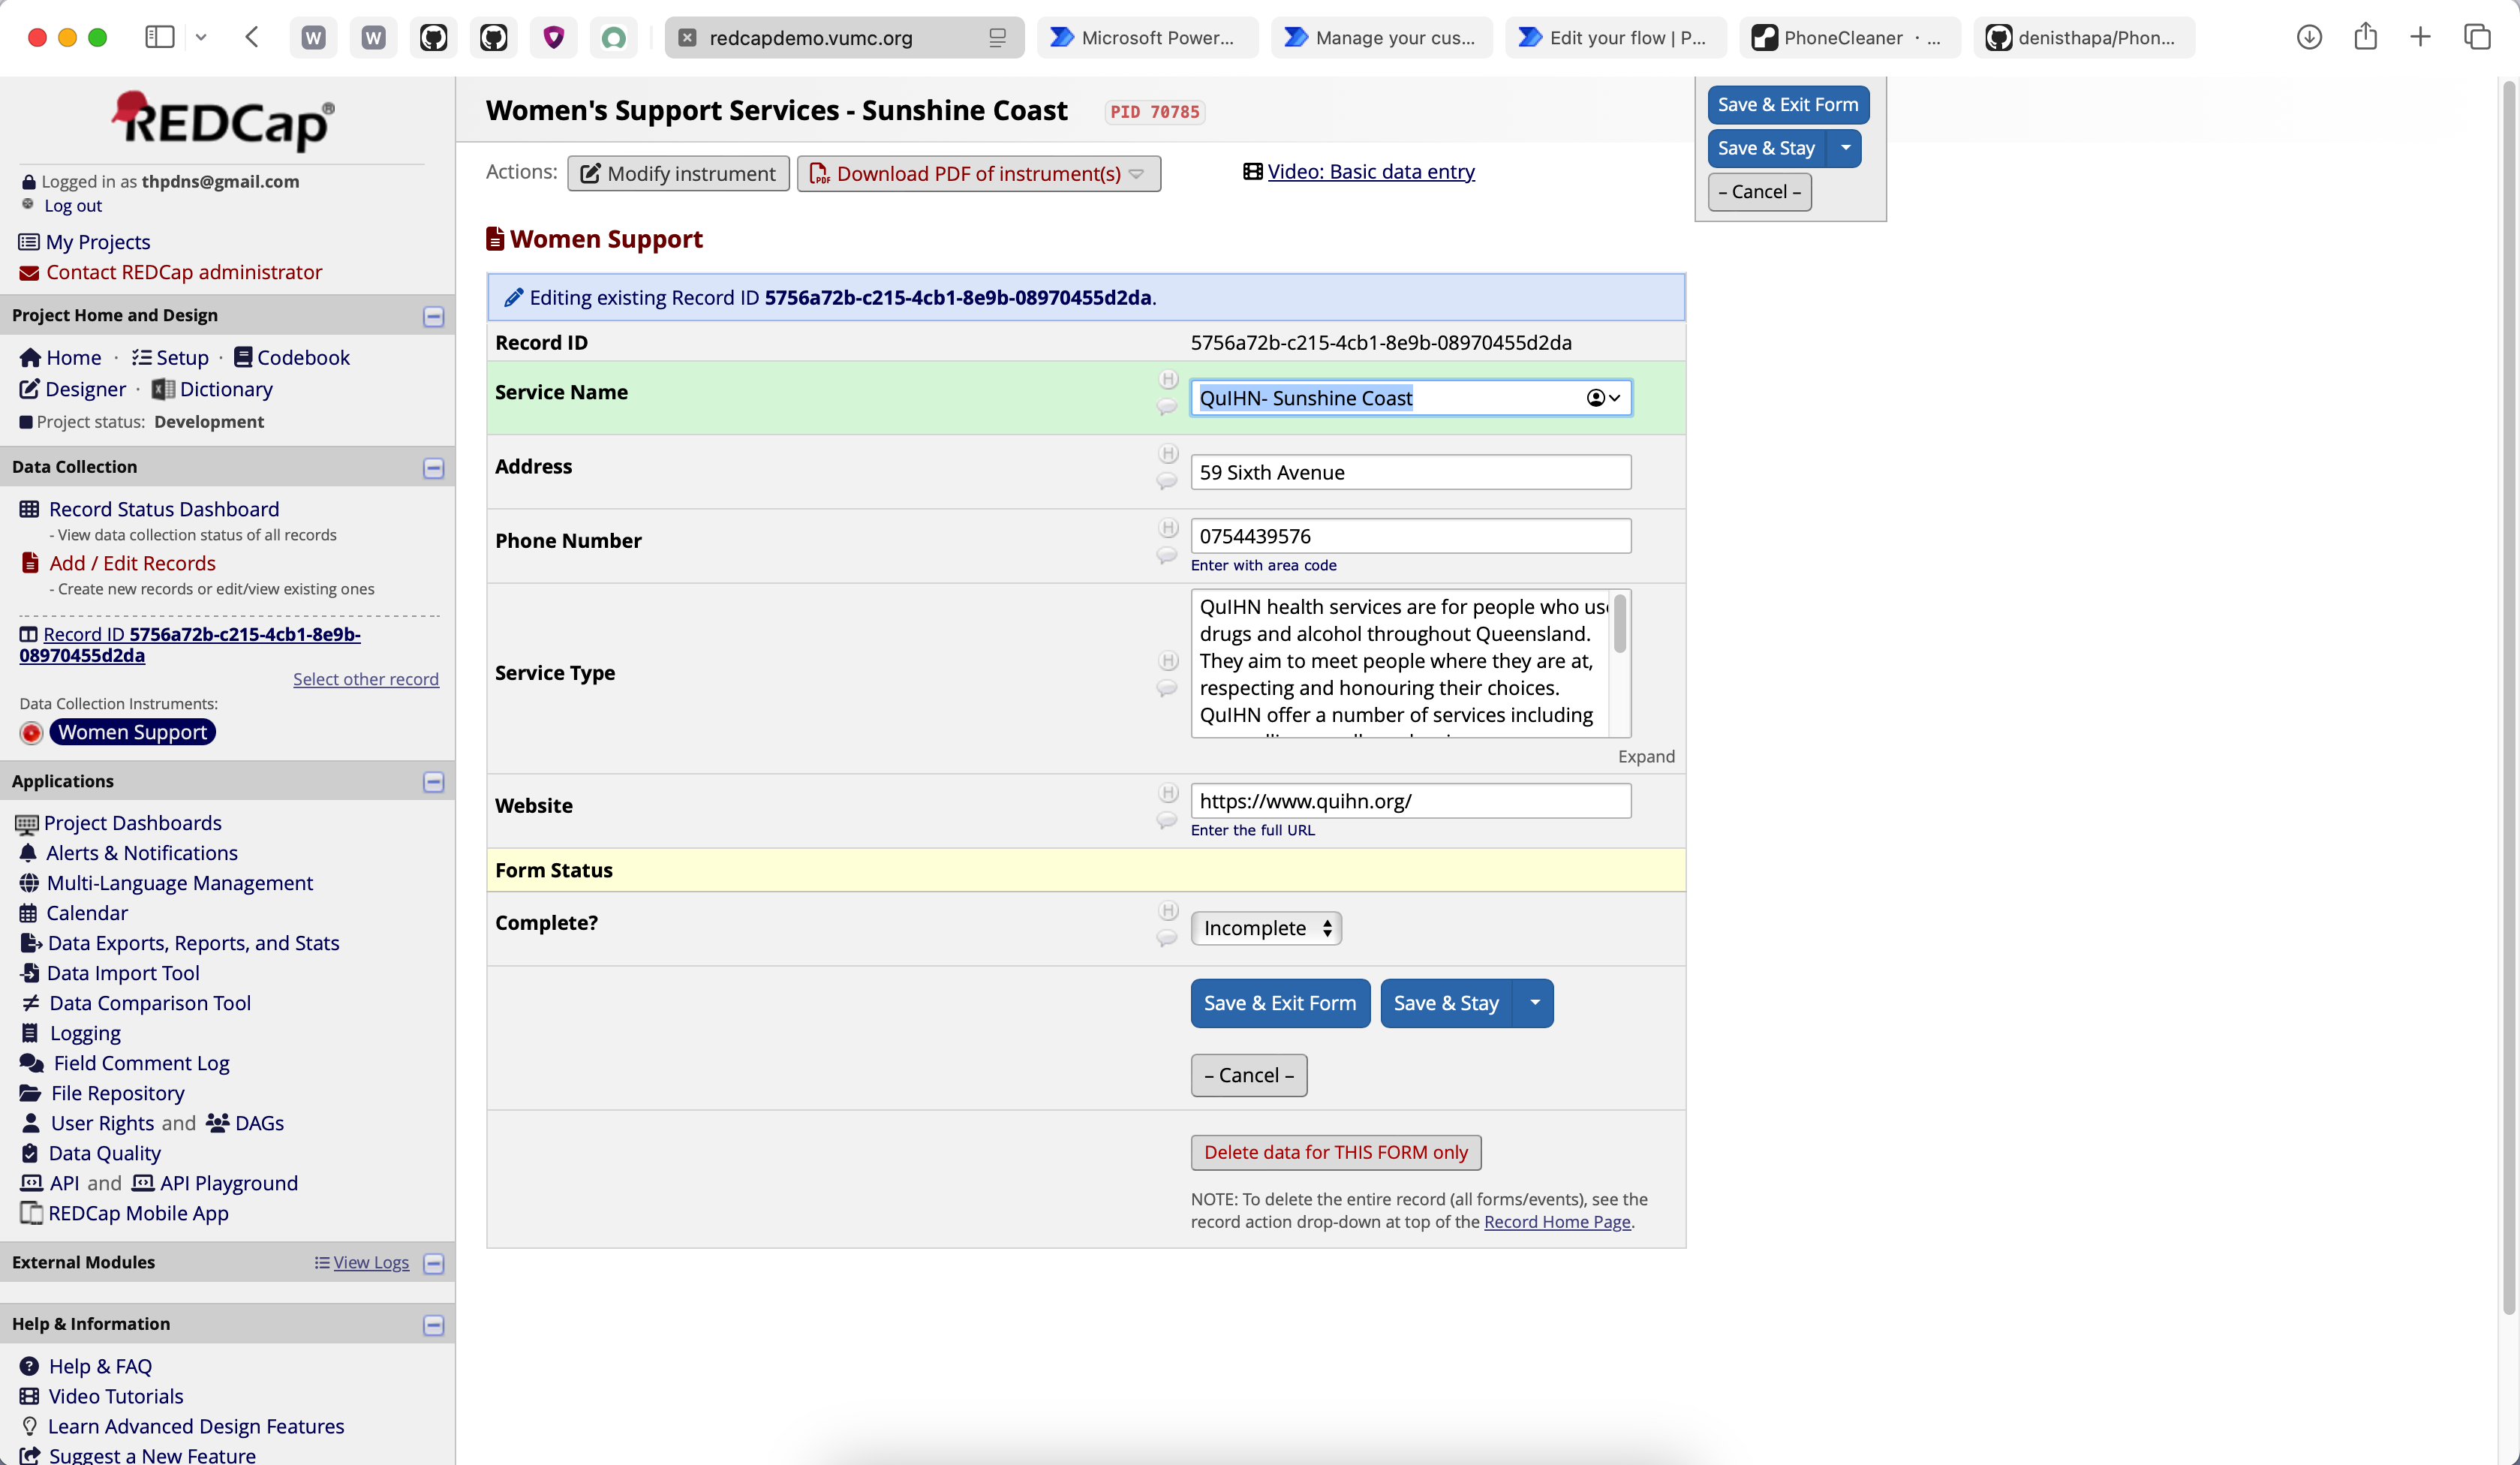 W
W
redcapdemo.vumc.org
Microsoft Power...
Manage your cus...
Edit your flow | P...
PhoneCleaner · ...
denisthapa/Phon...
REDCap®
Logged in as thpdns@gmail.com
Log out
My Projects
Contact REDCap administrator
Project Home and Design
Home · Setup · Codebook
Designer · Dictionary
Project status: Development
Data Collection
Record Status Dashboard
- View data collection status of all records
Add / Edit Records
- Create new records or edit/view existing ones
Record ID 5756a72b-c215-4cb1-8e9b-
08970455d2da
Select other record
Data Collection Instruments:
Women Support
Applications
Project Dashboards
Alerts & Notifications
Multi-Language Management
Calendar
Data Exports, Reports, and Stats
Data Import Tool
Data Comparison Tool
Logging
Field Comment Log
File Repository
User Rights and DAGs
Data Quality
API and API Playground
REDCap Mobile App
External Modules
View Logs
Help & Information
Help & FAQ
Video Tutorials
Learn Advanced Design Features
Suggest a New Feature
Women's Support Services - Sunshine Coast PID 70785
Actions: Modify instrument PDF Download PDF of instrument(s) Video: Basic data entry
Save & Exit Form
Save & Stay
– Cancel –
Women Support
Editing existing Record ID 5756a72b-c215-4cb1-8e9b-08970455d2da.
Record ID 5756a72b-c215-4cb1-8e9b-08970455d2da
Service Name H QuIHN- Sunshine Coast
Address H 59 Sixth Avenue
Phone Number H 0754439576
Enter with area code
Service Type H
QuIHN health services are for people who use
drugs and alcohol throughout Queensland.
They aim to meet people where they are at,
respecting and honouring their choices.
QuIHN offer a number of services including
Expand
Website H https://www.quihn.org/
Enter the full URL
Form Status
Complete? H Incomplete
Save & Exit Form Save & Stay
– Cancel –
Delete data for THIS FORM only
NOTE: To delete the entire record (all forms/events), see the
record action drop-down at top of the Record Home Page.